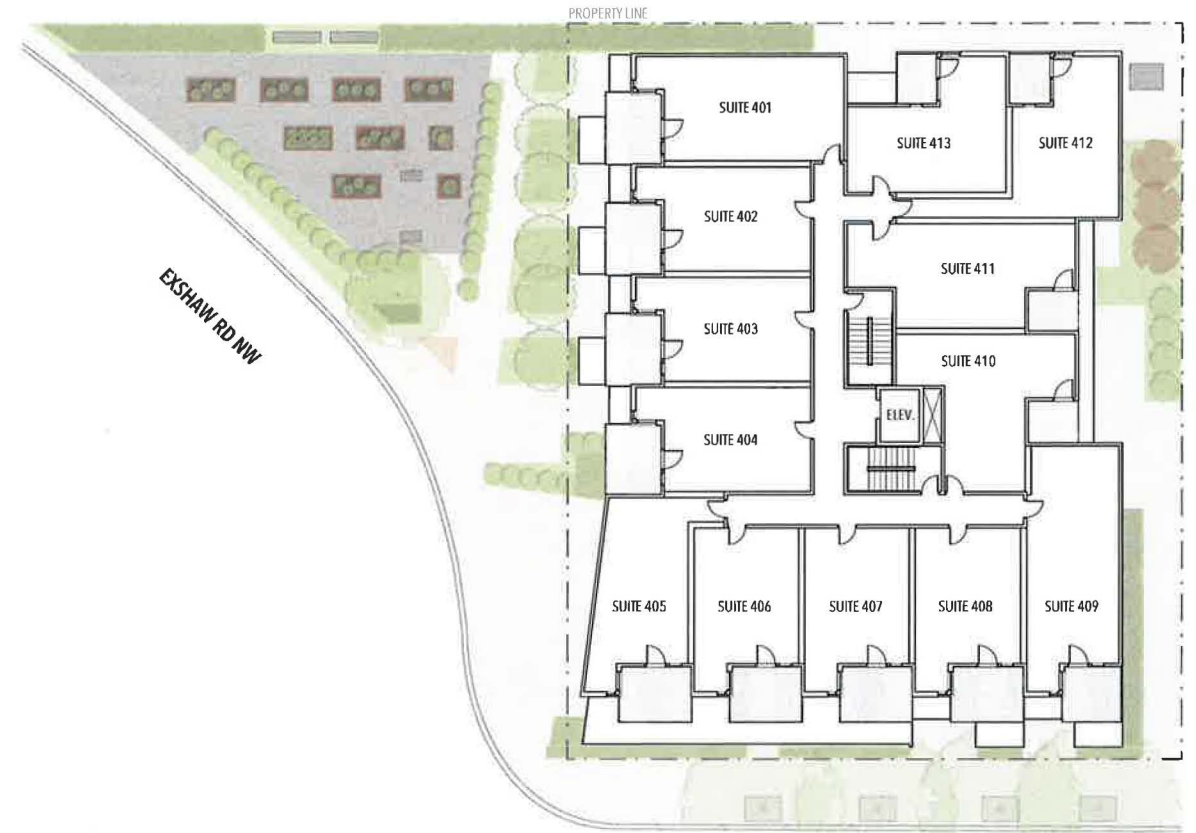 PROPERTY LINE
SUITE 401
SUITE 413
SUITE 412
SUITE 402
SUITE 411
EXSHAW RD NW
SUITE 403
SUITE 410
ELEV.
SUITE 404
SUITE 405
SUITE 406
SUITE 407
SUITE 408
SUITE 409